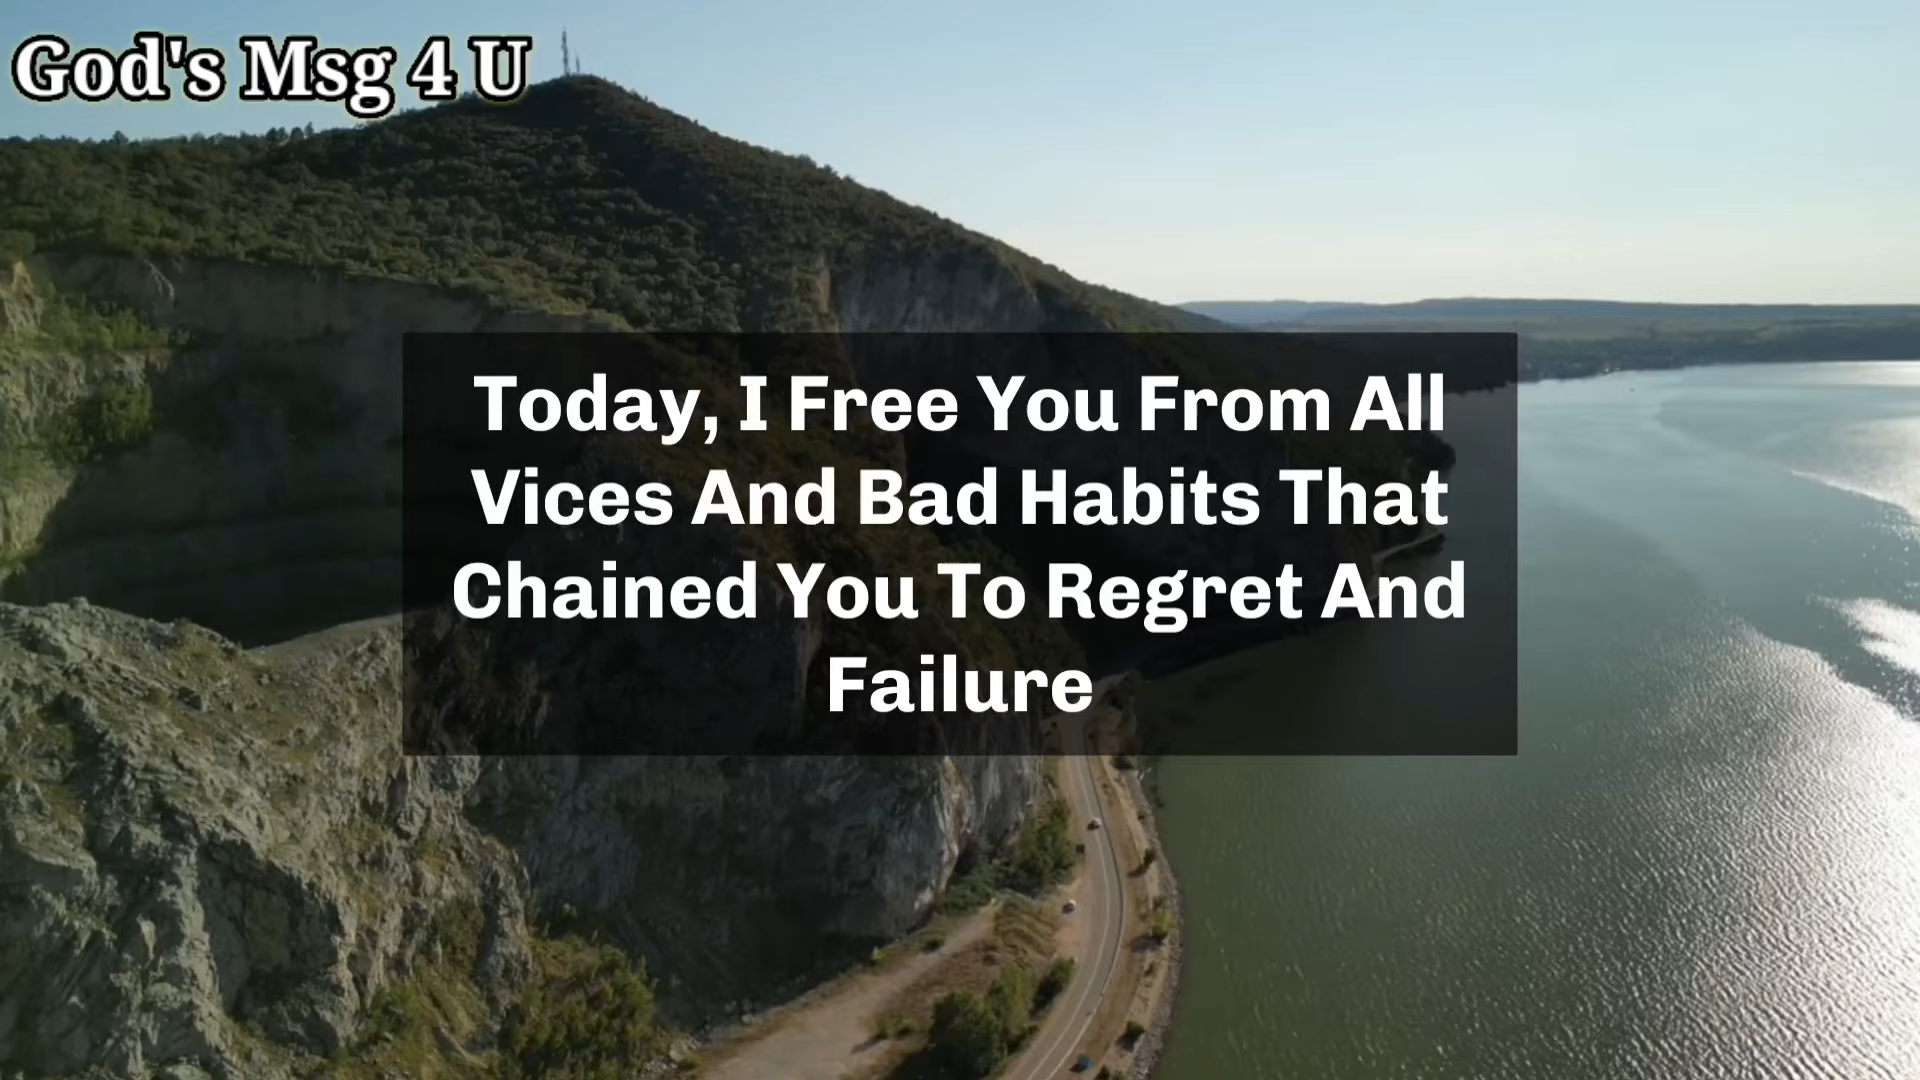 God's Msg 4 U
Today, I Free You From All
Vices And Bad Habits That
Chained You To Regret And
Failure